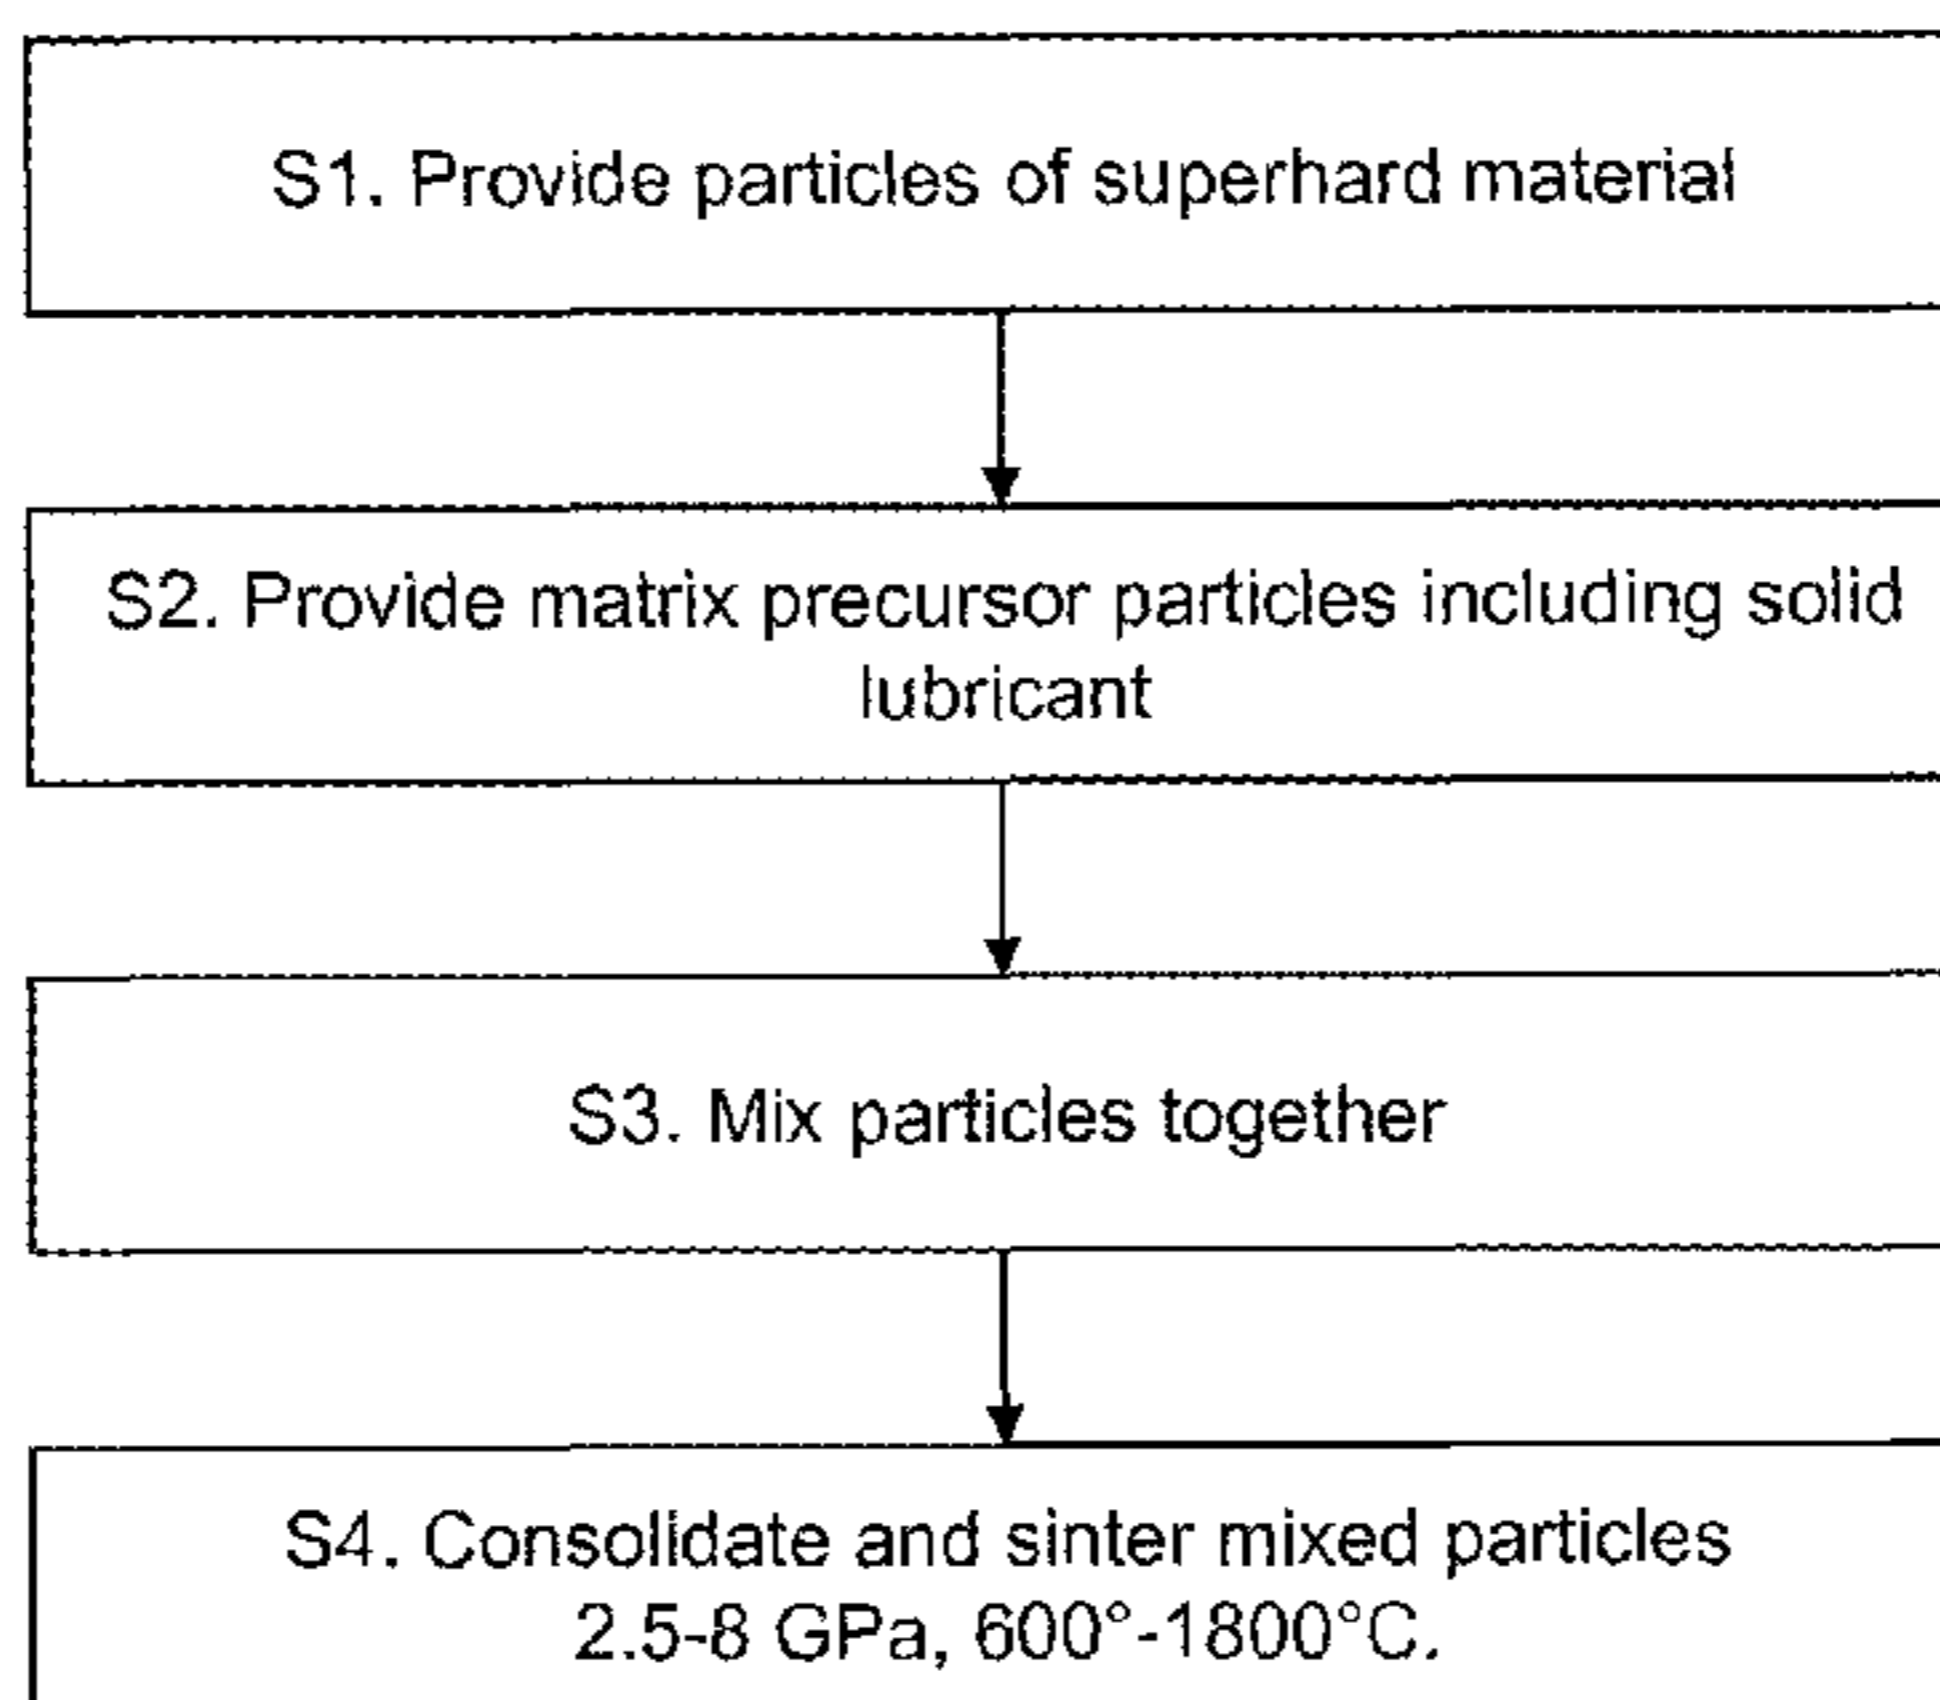 S1. Provide particles of superhard material
S2. Provide matrix precursor particles including solid
lubricant
S3. Mix particles together
S4. Consolidate and sinter mixed particles
2.5-8 GPa, 600°-1800°C.